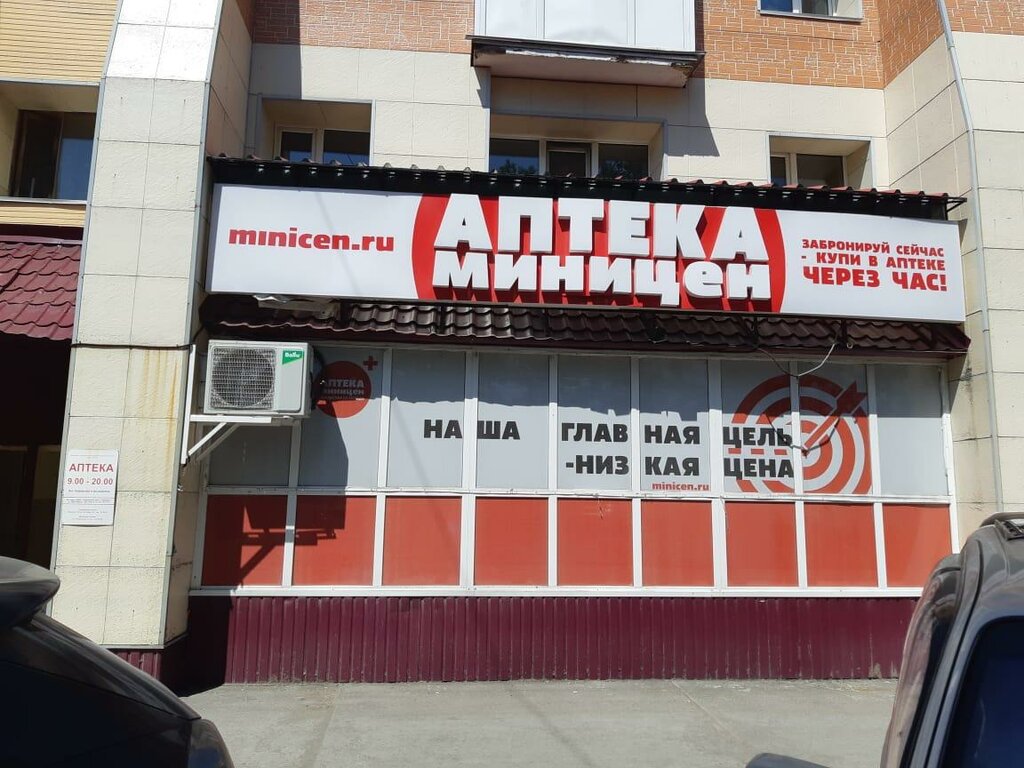 minicen.ru
АПТЕКА
МИНИЦЕН
ЗАБРОНИРУЙ СЕЙЧАС
- КУПИ В АПТЕКЕ
ЧЕРЕЗ ЧАС!
Ballu
АПТЕКА
миницен
НАША ГЛАВНАЯ ЦЕЛЬ
-НИЗКАЯ ЦЕНА
minicen.ru
АПТЕКА
9.00 - 20.00